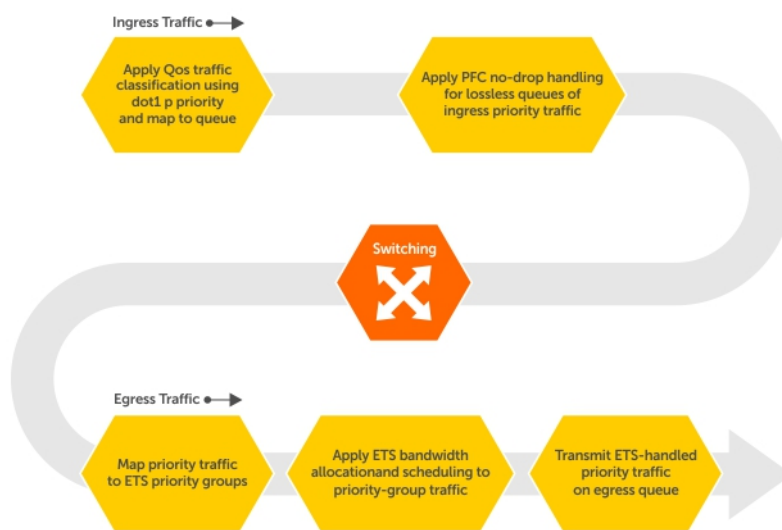 Ingress Traffic
Apply Qos traffic
classification using
dot1 p priority
and map to queue
Apply PFC no-drop handling
for lossless queues of
ingress priority traffic
Switching
Egress Traffic
Map priority traffic
to ETS priority groups
Apply ETS bandwidth
allocationand scheduling to
priority-group traffic
Transmit ETS-handled
priority traffic
on egress queue